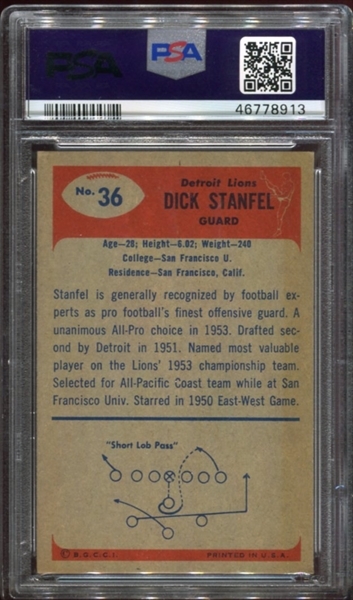 PSA
PSA
46778913
No. 36
Detroit Lions
DICK STANFEL
GUARD
Age—28; Height—6.02; Weight—240
College—San Francisco U.
Residence—San Francisco, Calif.
Stanfel is generally recognized by football ex-
perts as pro football's finest offensive guard. A
unanimous All-Pro choice in 1953. Drafted sec-
ond by Detroit in 1951. Named most valuable
player on the Lions' 1953 championship team.
Selected for All-Pacific Coast team while at San
Francisco Univ. Starred in 1950 East-West Game.
"Short Lob Pass"
© B.G.C.C.I.
PRINTED IN U.S.A.